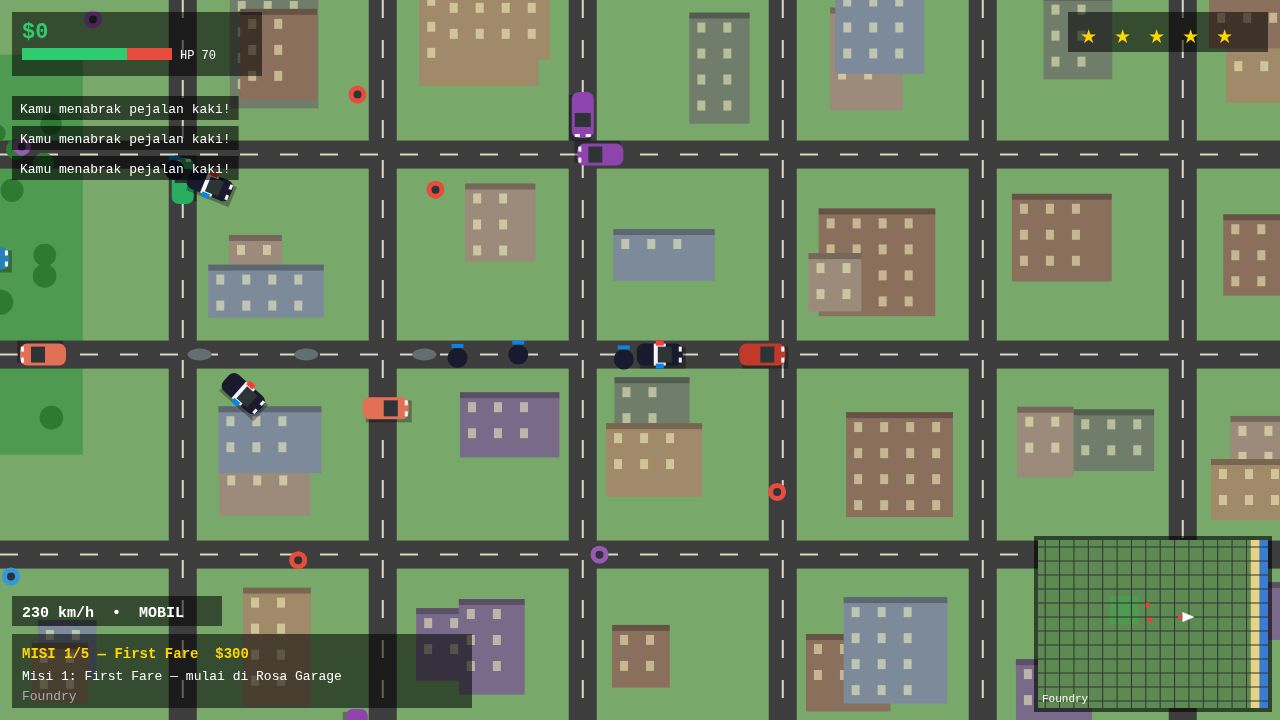 $0
HP 70
★ ★ ★ ★ ★
Kamu menabrak pejalan kaki!
Kamu menabrak pejalan kaki!
Kamu menabrak pejalan kaki!
230 km/h • MOBIL
MISI 1/5 — First Fare $300
Misi 1: First Fare — mulai di Rosa Garage
Foundry
Foundry